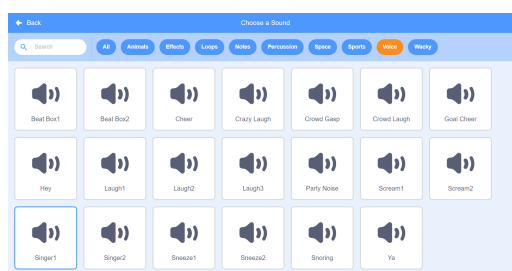 Back Choose a Sound
Search All Animals Effects Loops Notes Percussion Space Sports Voice Wacky
Beat Box1 Beat Box2 Cheer Crazy Laugh Crowd Gasp Crowd Laugh Goal Cheer
Hey Laugh1 Laugh2 Laugh3 Party Noise Scream1 Scream2
Singer1 Singer2 Sneeze1 Sneeze2 Snoring Ya